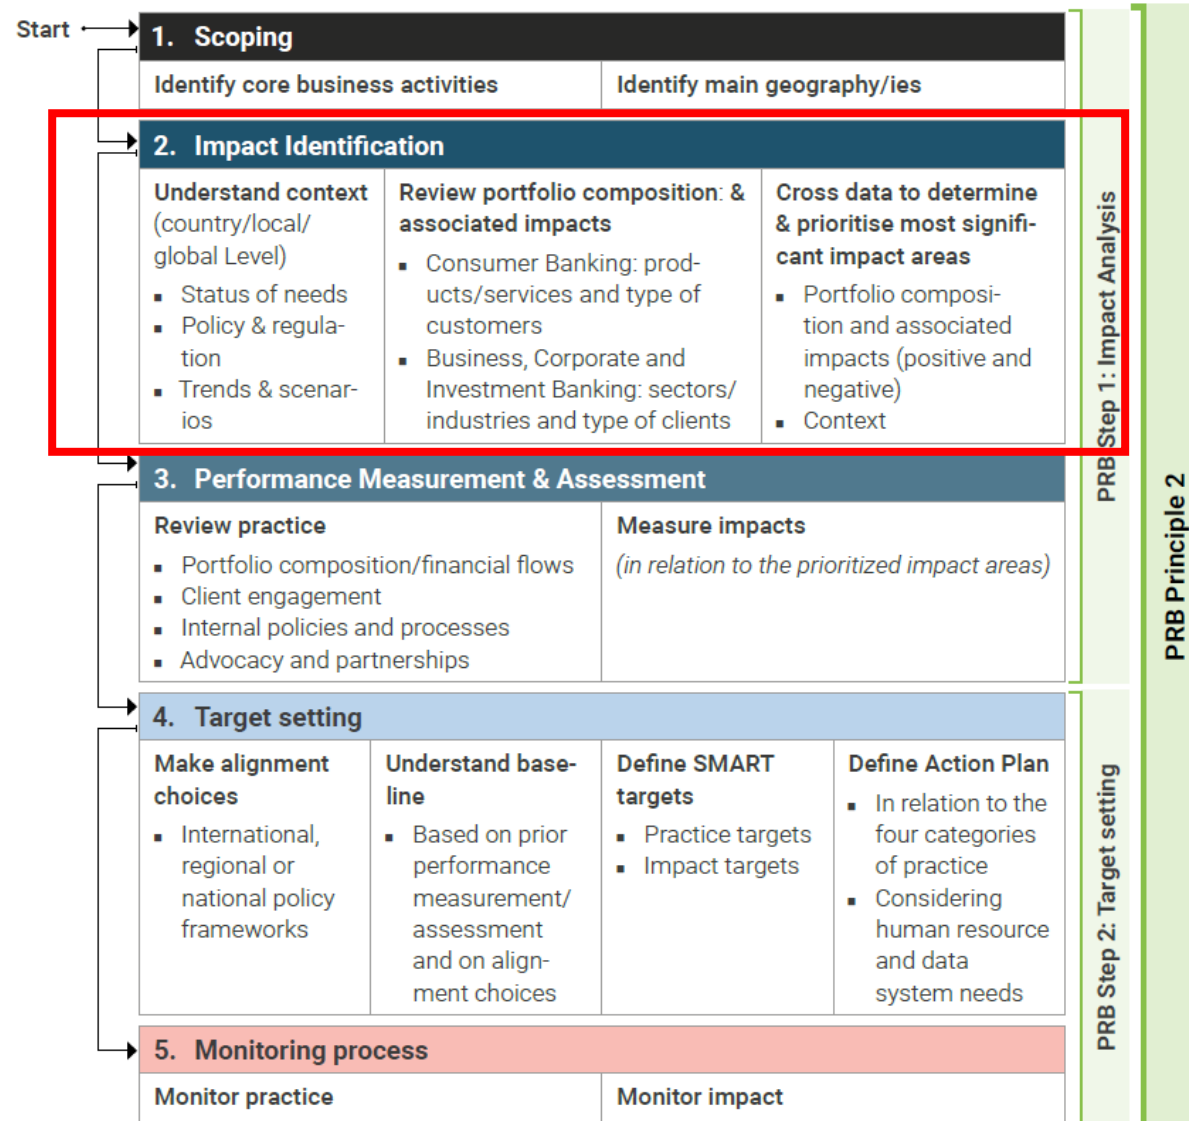 Start
1. Scoping
Identify core business activities
Identify main geography/ies
2. Impact Identification
Understand context
(country/local/
global Level)
▪ Status of needs
▪ Policy & regula-
tion
▪ Trends & scenar-
ios
Review portfolio composition: &
associated impacts
▪ Consumer Banking: prod-
ucts/services and type of
customers
▪ Business, Corporate and
Investment Banking: sectors/
industries and type of clients
Cross data to determine
& prioritise most signifi-
cant impact areas
▪ Portfolio composi-
tion and associated
impacts (positive and
negative)
▪ Context
3. Performance Measurement & Assessment
Review practice
▪ Portfolio composition/financial flows
▪ Client engagement
▪ Internal policies and processes
▪ Advocacy and partnerships
Measure impacts
(in relation to the prioritized impact areas)
4. Target setting
Make alignment
choices
▪ International,
regional or
national policy
frameworks
Understand base-
line
▪ Based on prior
performance
measurement/
assessment
and on align-
ment choices
Define SMART
targets
▪ Practice targets
▪ Impact targets
Define Action Plan
▪ In relation to the
four categories
of practice
▪ Considering
human resource
and data
system needs
5. Monitoring process
Monitor practice
Monitor impact
PRB Step 1: Impact Analysis
PRB Step 2: Target setting
PRB Principle 2